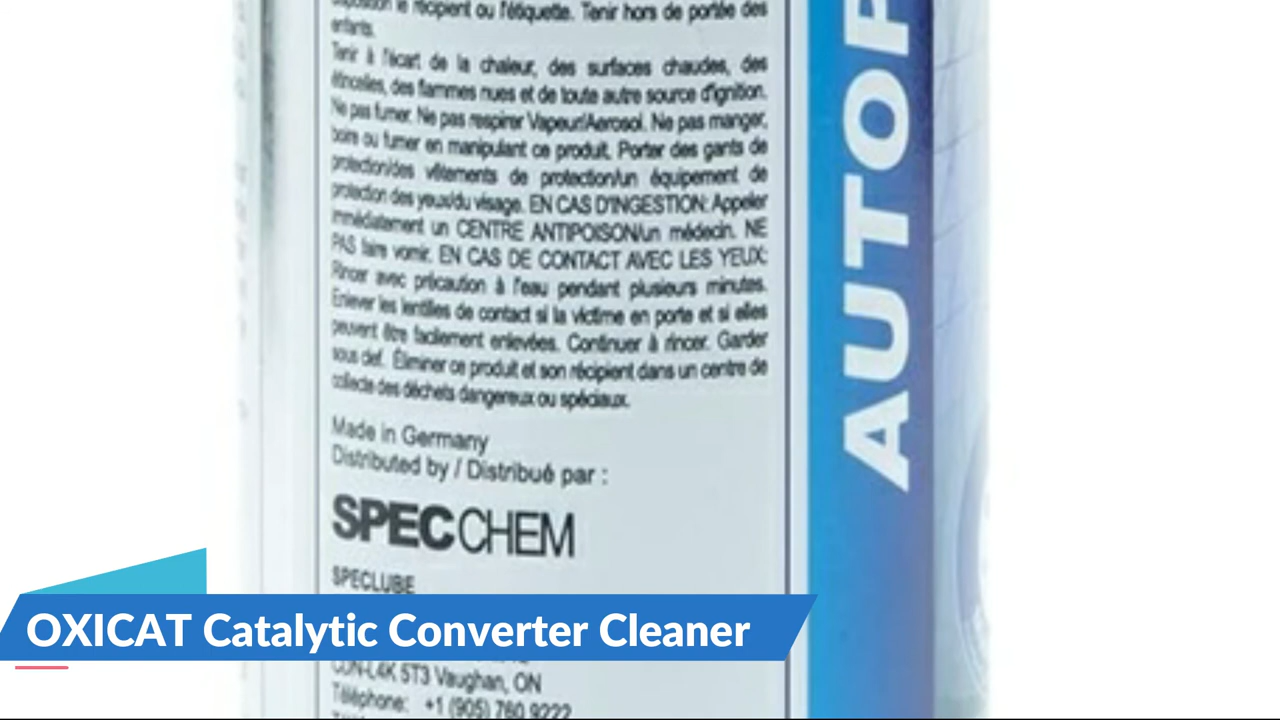 disposition le récipient ou l'étiquette. Tenir hors de portée des
enfants.
Tenir à l'écart de la chaleur, des surfaces chaudes, des
étincelles, des flammes nues et de toute autre source d'ignition.
Ne pas fumer. Ne pas respirer Vapeur/Aerosol. Ne pas manger,
boire ou fumer en manipulant ce produit. Porter des gants de
protection/des vêtements de protection/un équipement de
protection des yeux/du visage. EN CAS D'INGESTION: Appeler
immédiatement un CENTRE ANTIPOISON/un médecin. NE
PAS faire vomir. EN CAS DE CONTACT AVEC LES YEUX:
Rincer avec précaution à l'eau pendant plusieurs minutes.
Enlever les lentilles de contact si la victime en porte et si elles
peuvent être facilement enlevées. Continuer à rincer. Garder
sous clef. Éliminer ce produit et son récipient dans un centre de
collecte des déchets dangereux ou spéciaux.
Made in Germany
Distributed by / Distribué par :
SPECCHEM
SPECLUBE
CDN-L4K 5T3 Vaughan, ON
Téléphone: +1 (905) 760 9222
AUTOP
OXICAT Catalytic Converter Cleaner